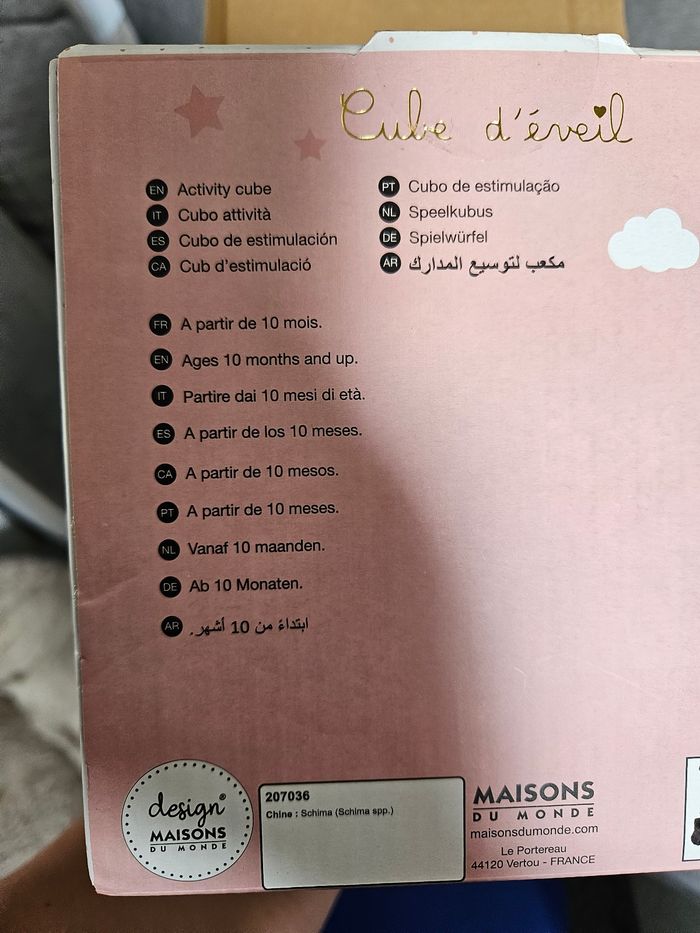 Cube d'éveil
EN Activity cube
IT Cubo attività
ES Cubo de estimulación
CA Cub d'estimulació
PT Cubo de estimulação
NL Speelkubus
DE Spielwürfel
AR مكعب لتوسيع المدارك
FR A partir de 10 mois.
EN Ages 10 months and up.
IT Partire dai 10 mesi di età.
ES A partir de los 10 meses.
CA A partir de 10 mesos.
PT A partir de 10 meses.
NL Vanaf 10 maanden.
DE Ab 10 Monaten.
AR ابتداءً من 10 أشهر.
design®
MAISONS
DU MONDE
207036
Chine : Schima (Schima spp.)
MAISONS
DU MONDE
maisonsdumonde.com
Le Portereau
44120 Vertou - FRANCE